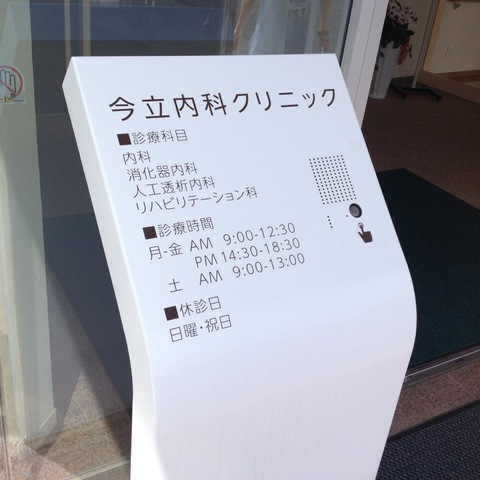 今立内科クリニック
■診療科目
内科
消化器内科
人工透析内科
リハビリテーション科
■診療時間
月-金 AM 9:00-12:30
PM 14:30-18:30
土 AM 9:00-13:00
■休診日
日曜・祝日